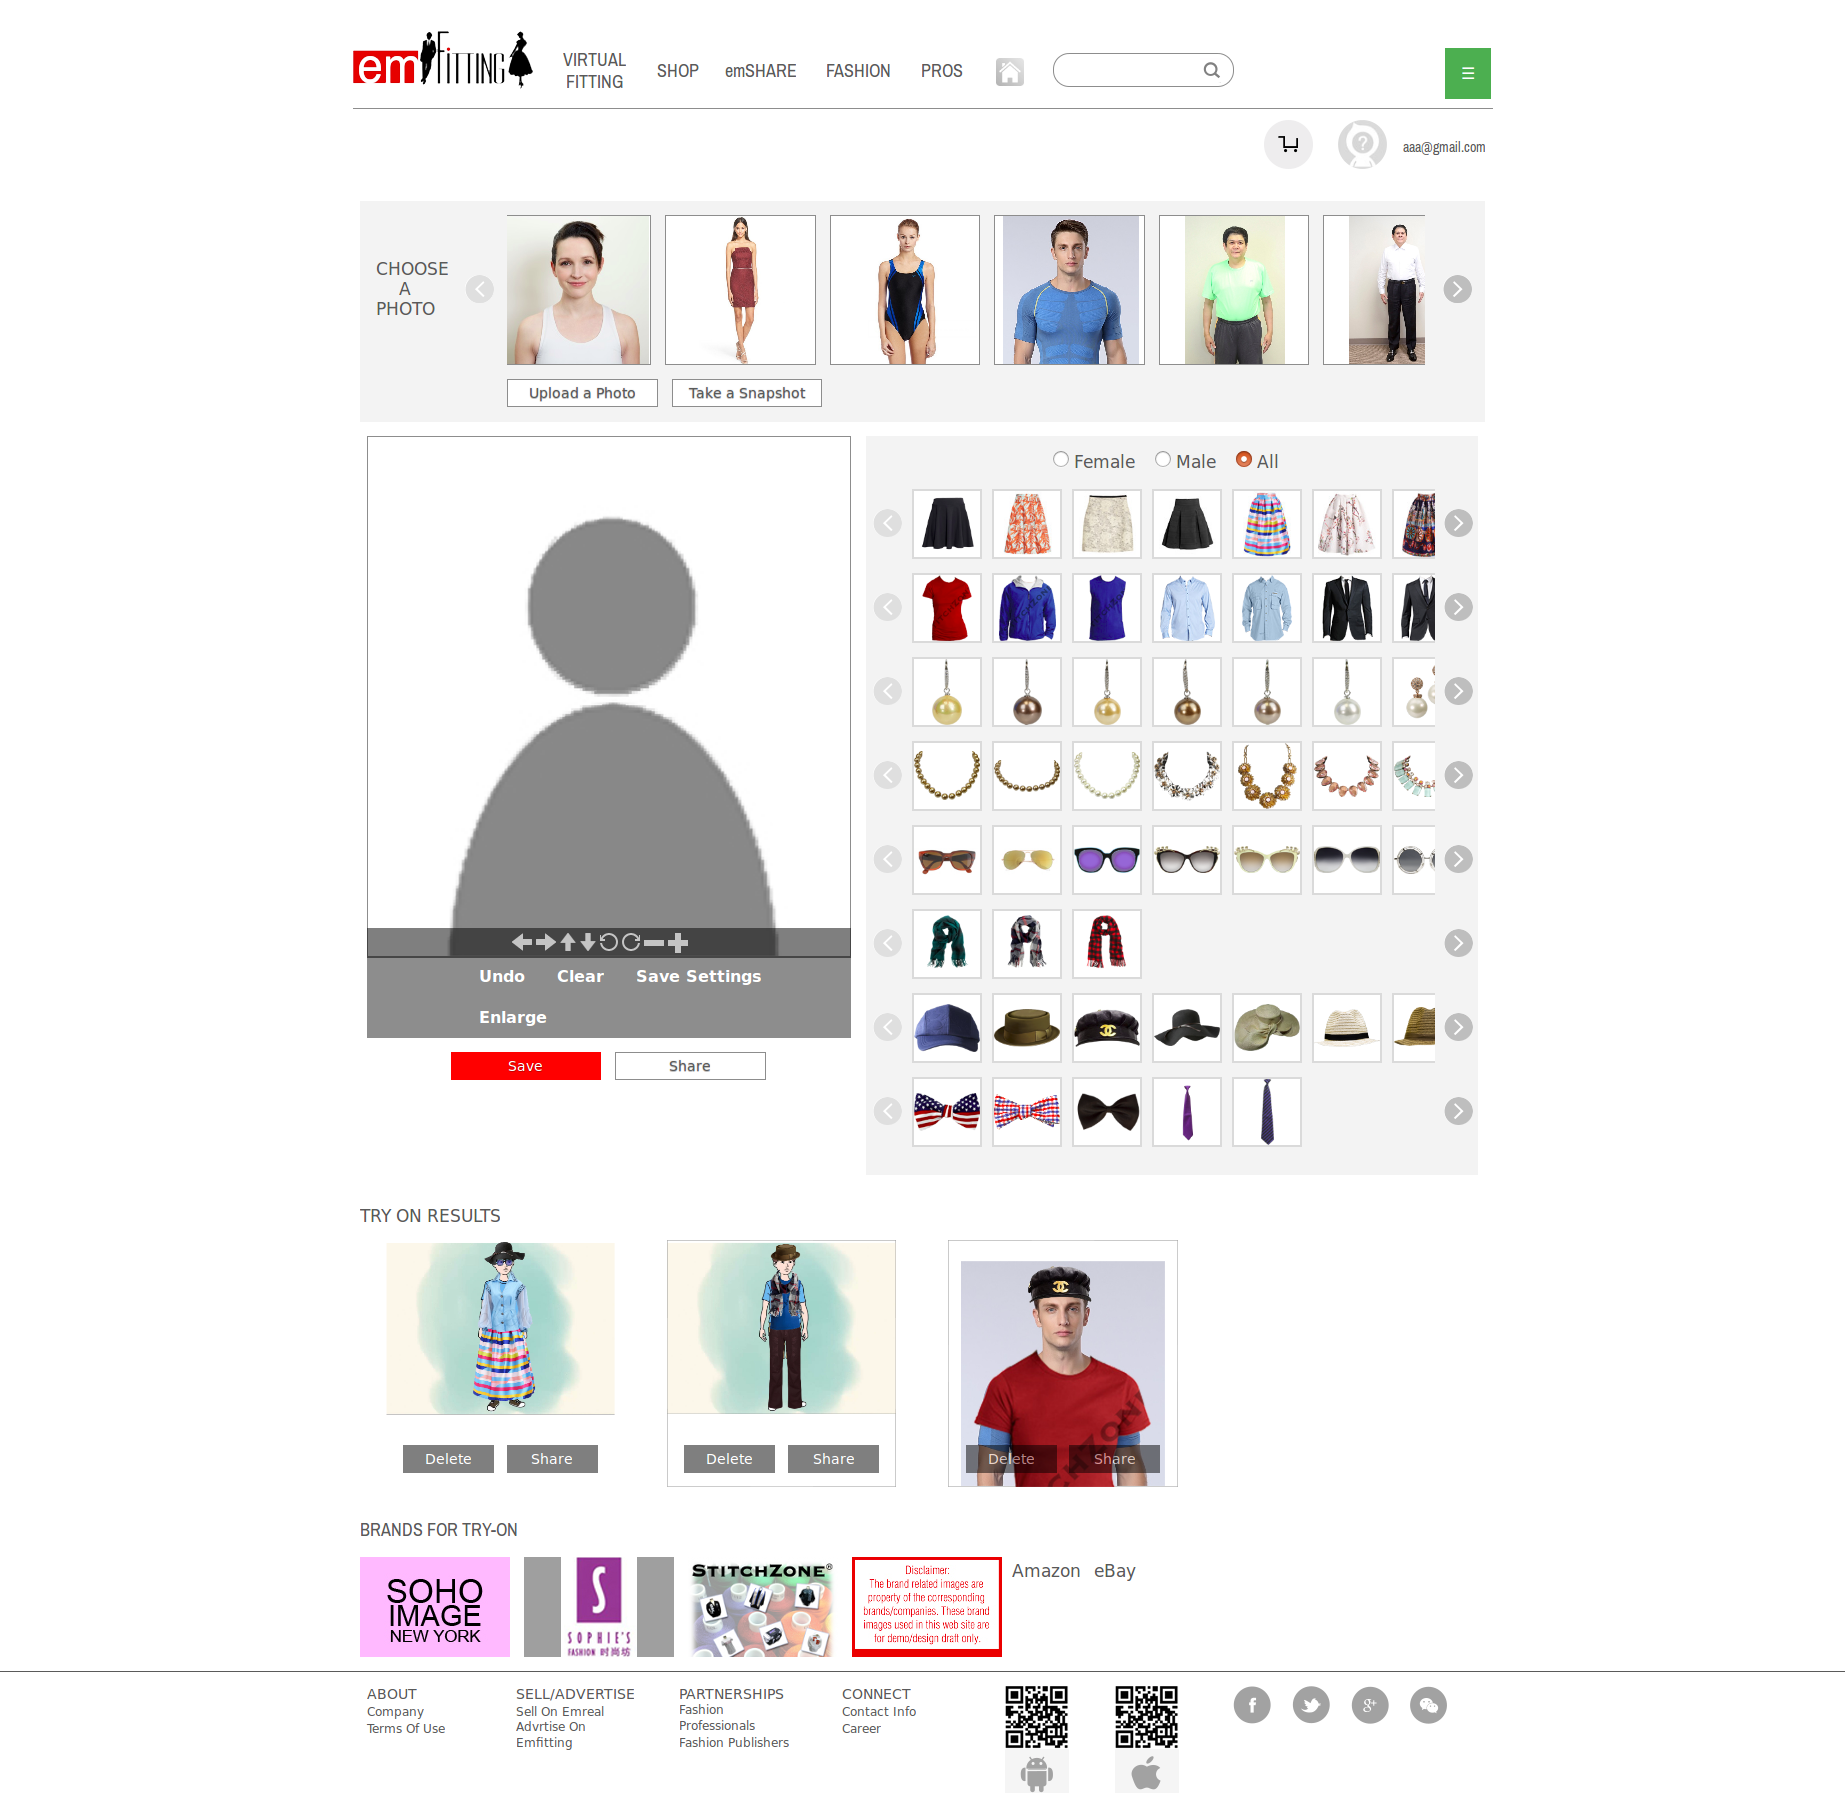 em FITTING
VIRTUAL
FITTING
SHOP
emSHARE
FASHION
PROS
aaa@gmail.com
CHOOSE
A
PHOTO
Upload a Photo
Take a Snapshot
Female
Male
All
Undo
Clear
Save Settings
Enlarge
Save
Share
TRY ON RESULTS
Delete
Share
Delete
Share
Delete
Share
BRANDS FOR TRY-ON
SOHO
IMAGE
NEW YORK
S
SOPHIE'S
FASHION 时尚坊
STITCHZONE®
Disclaimer:
The brand related images are
property of the corresponding
brands/companies. These brand
images used in this web site are
for demo/design draft only.
Amazon
eBay
ABOUT
Company
Terms Of Use
SELL/ADVERTISE
Sell On Emreal
Advrtise On
Emfitting
PARTNERSHIPS
Fashion
Professionals
Fashion Publishers
CONNECT
Contact Info
Career